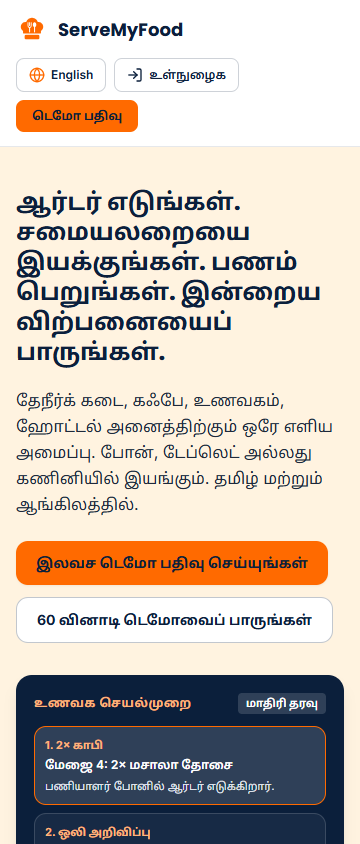 ServeMyFood
English
உள்நுழைக
டெமோ பதிவு
ஆர்டர் எடுங்கள்.
சமையலறையை
இயக்குங்கள். பணம்
பெறுங்கள். இன்றைய
விற்பனையைப்
பாருங்கள்.
தேநீர்க் கடை, கஃபே, உணவகம்,
ஹோட்டல் அனைத்திற்கும் ஒரே எளிய
அமைப்பு. போன், டேப்லெட் அல்லது
கணினியில் இயங்கும். தமிழ் மற்றும்
ஆங்கிலத்தில்.
இலவச டெமோ பதிவு செய்யுங்கள்
60 வினாடி டெமோவைப் பாருங்கள்
உணவக செயல்முறை
மாதிரி தரவு
1. 2× காபி
மேஜை 4: 2× மசாலா தோசை
பணியாளர் போனில் ஆர்டர் எடுக்கிறார்.
2. ஒலி அறிவிப்பு